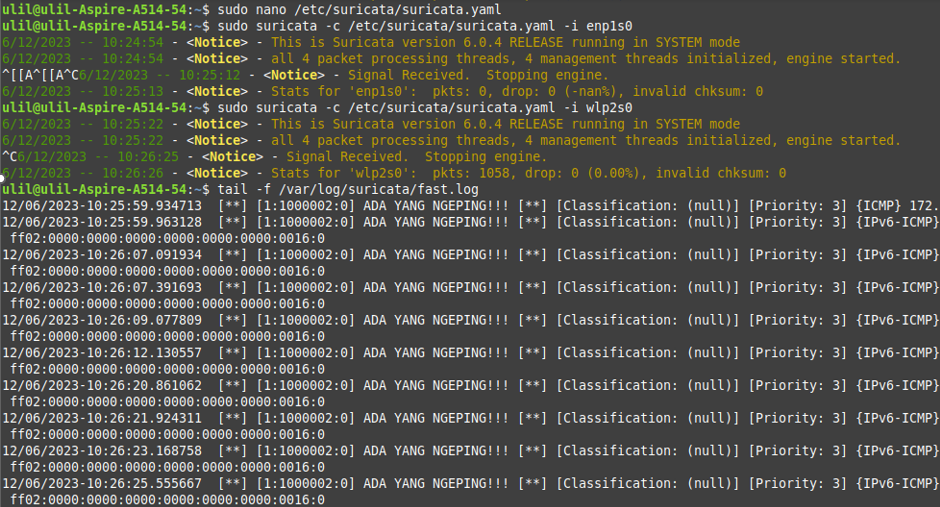 ulil@ulil-Aspire-A514-54:~$ sudo nano /etc/suricata/suricata.yaml
ulil@ulil-Aspire-A514-54:~$ sudo suricata -c /etc/suricata/suricata.yaml -i enp1s0
6/12/2023 -- 10:24:54 - <Notice> - This is Suricata version 6.0.4 RELEASE running in SYSTEM mode
6/12/2023 -- 10:24:54 - <Notice> - all 4 packet processing threads, 4 management threads initialized, engine started.
^[[A^[[A^C6/12/2023 -- 10:25:12 - <Notice> - Signal Received.  Stopping engine.
6/12/2023 -- 10:25:13 - <Notice> - Stats for 'enp1s0':  pkts: 0, drop: 0 (-nan%), invalid chksum: 0
ulil@ulil-Aspire-A514-54:~$ sudo suricata -c /etc/suricata/suricata.yaml -i wlp2s0
6/12/2023 -- 10:25:22 - <Notice> - This is Suricata version 6.0.4 RELEASE running in SYSTEM mode
6/12/2023 -- 10:25:22 - <Notice> - all 4 packet processing threads, 4 management threads initialized, engine started.
^C6/12/2023 -- 10:26:25 - <Notice> - Signal Received.  Stopping engine.
6/12/2023 -- 10:26:26 - <Notice> - Stats for 'wlp2s0':  pkts: 1058, drop: 0 (0.00%), invalid chksum: 0
ulil@ulil-Aspire-A514-54:~$ tail -f /var/log/suricata/fast.log
12/06/2023-10:25:59.934713  [**] [1:1000002:0] ADA YANG NGEPING!!! [**] [Classification: (null)] [Priority: 3] {ICMP} 172.
12/06/2023-10:25:59.963128  [**] [1:1000002:0] ADA YANG NGEPING!!! [**] [Classification: (null)] [Priority: 3] {IPv6-ICMP}
ff02:0000:0000:0000:0000:0000:0000:0016:0
12/06/2023-10:26:07.091934  [**] [1:1000002:0] ADA YANG NGEPING!!! [**] [Classification: (null)] [Priority: 3] {IPv6-ICMP}
ff02:0000:0000:0000:0000:0000:0000:0016:0
12/06/2023-10:26:07.391693  [**] [1:1000002:0] ADA YANG NGEPING!!! [**] [Classification: (null)] [Priority: 3] {IPv6-ICMP}
ff02:0000:0000:0000:0000:0000:0000:0016:0
12/06/2023-10:26:09.077809  [**] [1:1000002:0] ADA YANG NGEPING!!! [**] [Classification: (null)] [Priority: 3] {IPv6-ICMP}
ff02:0000:0000:0000:0000:0000:0000:0016:0
12/06/2023-10:26:12.130557  [**] [1:1000002:0] ADA YANG NGEPING!!! [**] [Classification: (null)] [Priority: 3] {IPv6-ICMP}
ff02:0000:0000:0000:0000:0000:0000:0016:0
12/06/2023-10:26:20.861062  [**] [1:1000002:0] ADA YANG NGEPING!!! [**] [Classification: (null)] [Priority: 3] {IPv6-ICMP}
ff02:0000:0000:0000:0000:0000:0000:0016:0
12/06/2023-10:26:21.924311  [**] [1:1000002:0] ADA YANG NGEPING!!! [**] [Classification: (null)] [Priority: 3] {IPv6-ICMP}
ff02:0000:0000:0000:0000:0000:0000:0016:0
12/06/2023-10:26:23.168758  [**] [1:1000002:0] ADA YANG NGEPING!!! [**] [Classification: (null)] [Priority: 3] {IPv6-ICMP}
ff02:0000:0000:0000:0000:0000:0000:0016:0
12/06/2023-10:26:25.555667  [**] [1:1000002:0] ADA YANG NGEPING!!! [**] [Classification: (null)] [Priority: 3] {IPv6-ICMP}
ff02:0000:0000:0000:0000:0000:0000:0016:0